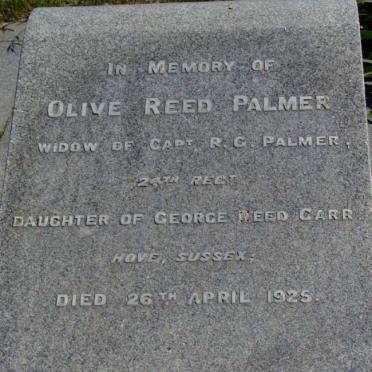 IN MEMORY OF
OLIVE REED PALMER
WIDOW OF CAPT. R. G. PALMER,
24TH REGT
DAUGHTER OF GEORGE REED CARR
HOVE, SUSSEX.
DIED 26TH APRIL 1925.